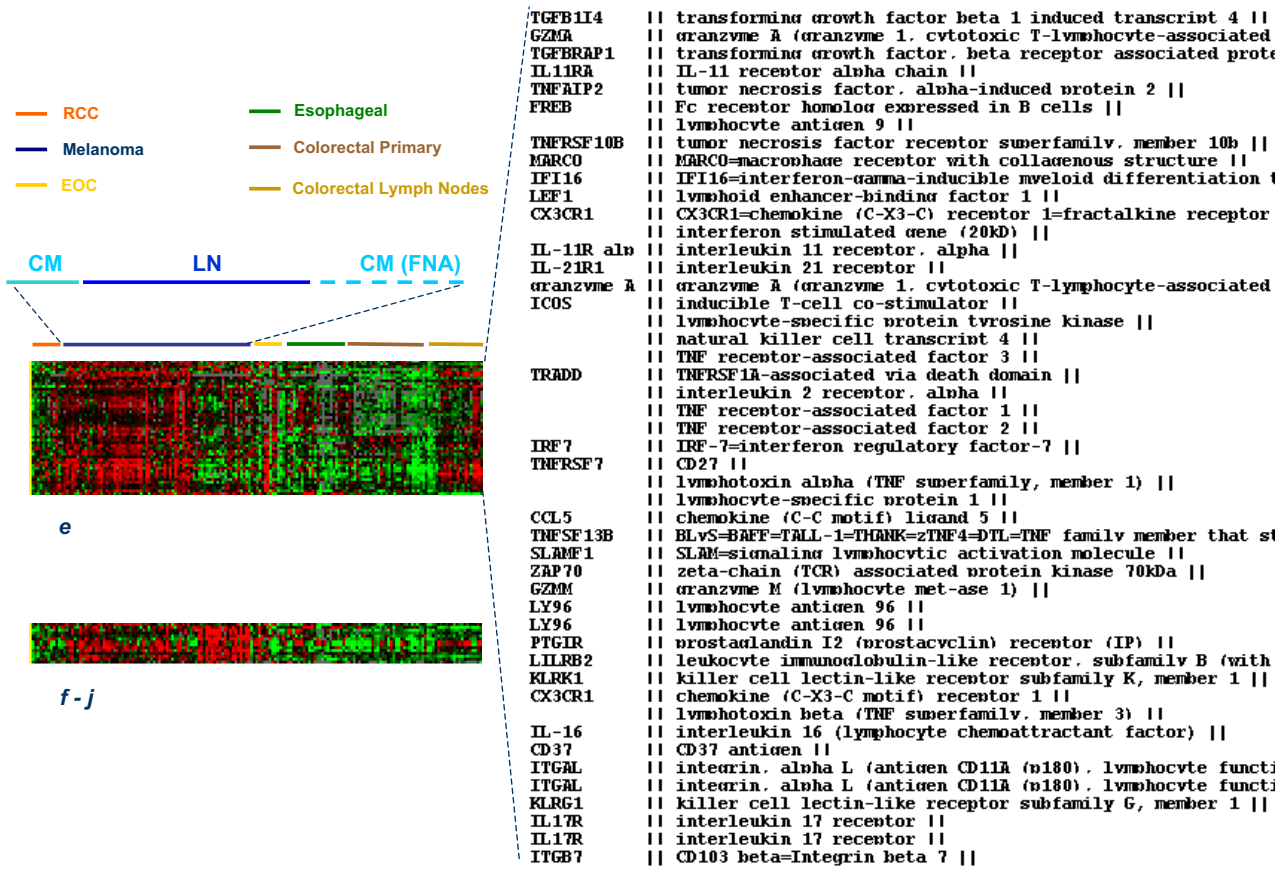 RCC
Melanoma
EOC
Esophageal
Colorectal Primary
Colorectal Lymph Nodes
CM
LN
CM (FNA)
e
f - j
TGFB1I4 || transforming growth factor beta 1 induced transcript 4 ||
GZMA || granzyme A (granzyme 1, cytotoxic T-lymphocyte-associated
TGFBRAP1 || transforming growth factor, beta receptor associated prote
IL11RA || IL-11 receptor alpha chain ||
TNFAIP2 || tumor necrosis factor, alpha-induced protein 2 ||
FREB || Fc receptor homolog expressed in B cells ||
|| lymphocyte antigen 9 ||
TNFRSF10B || tumor necrosis factor receptor superfamily, member 10b ||
MARCO || MARCO=macrophage receptor with collagenous structure ||
IFI16 || IFI16=interferon-gamma-inducible myeloid differentiation t
LEF1 || lymphoid enhancer-binding factor 1 ||
CX3CR1 || CX3CR1=chemokine (C-X3-C) receptor 1=fractalkine receptor
|| interferon stimulated gene (20kD) ||
IL-11R alp || interleukin 11 receptor, alpha ||
IL-21R1 || interleukin 21 receptor ||
granzyme A || granzyme A (granzyme 1, cytotoxic T-lymphocyte-associated
ICOS || inducible T-cell co-stimulator ||
|| lymphocyte-specific protein tyrosine kinase ||
|| natural killer cell transcript 4 ||
|| TNF receptor-associated factor 3 ||
TRADD || TNFRSF1A-associated via death domain ||
|| interleukin 2 receptor, alpha ||
|| TNF receptor-associated factor 1 ||
|| TNF receptor-associated factor 2 ||
IRF7 || IRF-7=interferon regulatory factor-7 ||
TNFRSF7 || CD27 ||
|| lymphotoxin alpha (TNF superfamily, member 1) ||
|| lymphocyte-specific protein 1 ||
CCL5 || chemokine (C-C motif) ligand 5 ||
TNFSF13B || BLyS=BAFF=TALL-1=THANK=zTNF4=DTL=TNF family member that st
SLAMF1 || SLAM=signaling lymphocytic activation molecule ||
ZAP70 || zeta-chain (TCR) associated protein kinase 70kDa ||
GZMM || granzyme M (lymphocyte met-ase 1) ||
LY96 || lymphocyte antigen 96 ||
LY96 || lymphocyte antigen 96 ||
PTGIR || prostaglandin I2 (prostacyclin) receptor (IP) ||
LILRB2 || leukocyte immunoglobulin-like receptor, subfamily B (with
KLRK1 || killer cell lectin-like receptor subfamily K, member 1 ||
CX3CR1 || chemokine (C-X3-C motif) receptor 1 ||
|| lymphotoxin beta (TNF superfamily, member 3) ||
IL-16 || interleukin 16 (lymphocyte chemoattractant factor) ||
CD37 || CD37 antigen ||
ITGAL || integrin, alpha L (antigen CD11A (p180), lymphocyte functi
ITGAL || integrin, alpha L (antigen CD11A (p180), lymphocyte functi
KLRG1 || killer cell lectin-like receptor subfamily G, member 1 ||
IL17R || interleukin 17 receptor ||
IL17R || interleukin 17 receptor ||
ITGB7 || CD103 beta=Integrin beta 7 ||